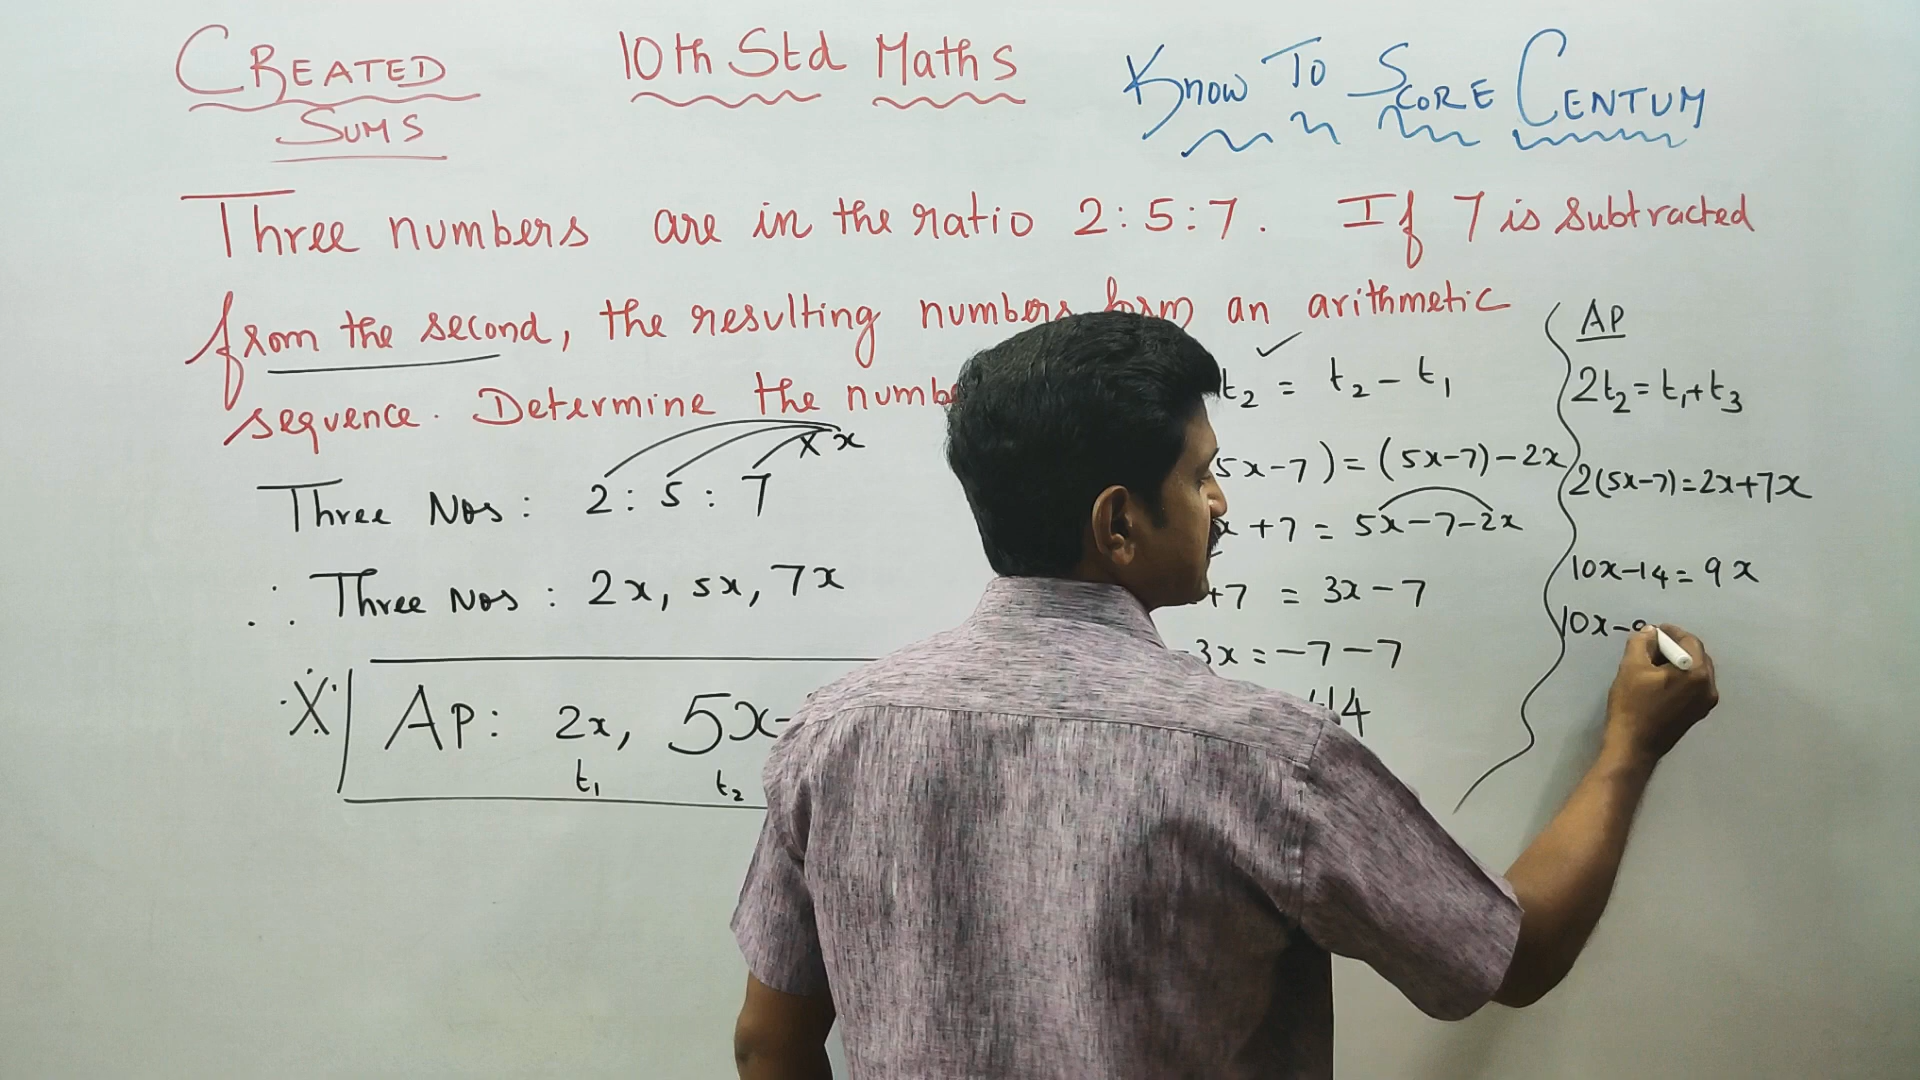 CREATED SUMS
10th Std Maths
Know To SCORE CENTUM
Three numbers are in the ratio 2:5:7. If 7 is subtracted
from the second, the resulting numbers form an arithmetic
sequence. Determine the
Three Nos: 2:5:7 × x
∴ Three Nos: 2x, 5x, 7x
AP: 2x, 5x-
t₁ t₂
t₂ = t₂ - t₁
5x-7) = (5x-7)-2x
x+7 = 5x-7-2x
+7 = 3x-7
-3x = -7-7
14
AP
2t₂ = t₁+t₃
2(5x-7)=2x+7x
10x-14=9x
10x-9